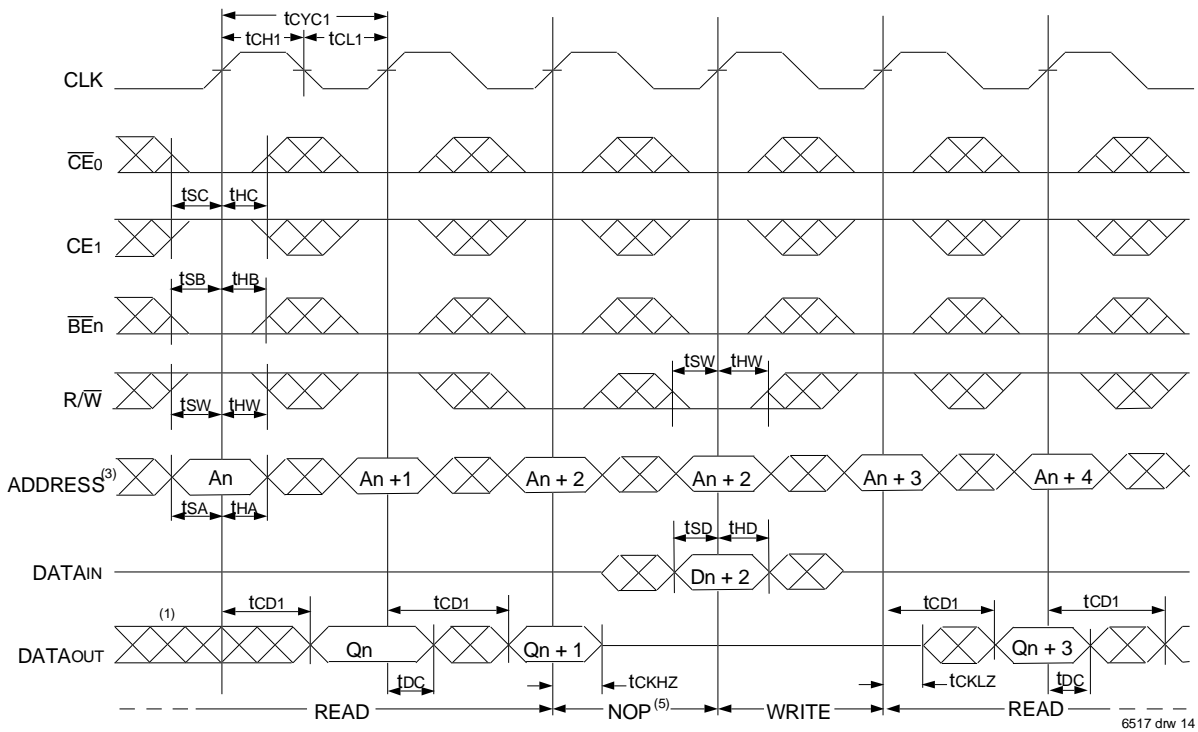 tCYC1
tCH1 tCL1
CLK
CE0
tSC tHC
CE1
tSB tHB
BEn
tSW tHW
R/W
tSW tHW
ADDRESS(3) An An +1 An + 2 An + 2 An + 3 An + 4
tSA tHA
tSD tHD
DATAIN Dn + 2
(1) tCD1 tCD1 tCD1 tCD1
DATAOUT Qn Qn + 1 Qn + 3
tDC tCKHZ tCKLZ tDC
READ NOP(5) WRITE READ
6517 drw 14